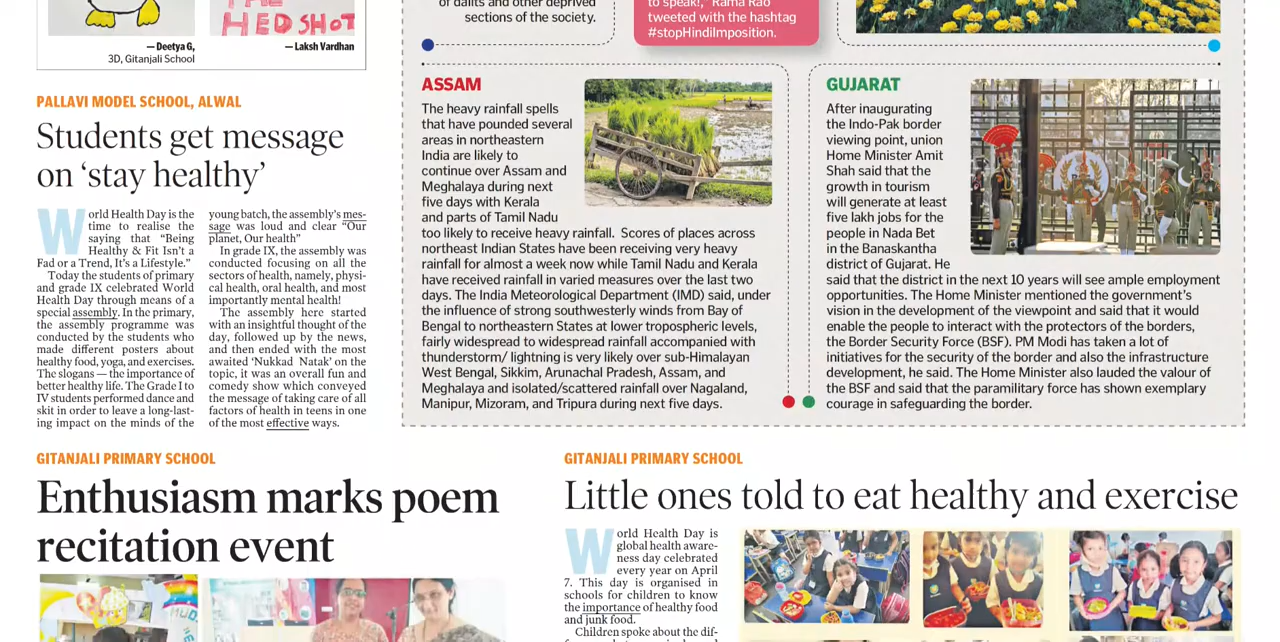 THE
HED SHOT
— Deetya G,
3D, Gitanjali School
— Laksh Vardhan
of dalits and other deprived
sections of the society.
to speak!,” Rama Rao
tweeted with the hashtag
#stopHindiImposition.
PALLAVI MODEL SCHOOL, ALWAL
Students get message
on ‘stay healthy’
World Health Day is the
time to realise the
saying that “Being
Healthy & Fit Isn’t a
Fad or a Trend, It’s a Lifestyle.”
Today the students of primary
and grade 1X celebrated World
Health Day through means of a
special assembly. In the primary,
the assembly programme was
conducted by the students who
made different posters about
healthy food, yoga, and exercises.
The slogans — the importance of
better healthy life. The Grade I to
IV students performed dance and
skit in order to leave a long-last-
ing impact on the minds of the
young batch, the assembly’s mes-
sage was loud and clear “Our
planet, Our health”
In grade IX, the assembly was
conducted focusing on all the
sectors of health, namely, physi-
cal health, oral health, and most
importantly mental health!
The assembly here started
with an insightful thought of the
day, followed up by the news,
and then ended with the most
awaited ‘Nukkad Natak’ on the
topic, it was an overall fun and
comedy show which conveyed
the message of taking care of all
factors of health in teens in one
of the most effective ways.
ASSAM
The heavy rainfall spells
that have pounded several
areas in northeastern
India are likely to
continue over Assam and
Meghalaya during next
five days with Kerala
and parts of Tamil Nadu
too likely to receive heavy rainfall. Scores of places across
northeast Indian States have been receiving very heavy
rainfall for almost a week now while Tamil Nadu and Kerala
have received rainfall in varied measures over the last two
days. The India Meteorological Department (IMD) said, under
the influence of strong southwesterly winds from Bay of
Bengal to northeastern States at lower tropospheric levels,
fairly widespread to widespread rainfall accompanied with
thunderstorm/ lightning is very likely over sub-Himalayan
West Bengal, Sikkim, Arunachal Pradesh, Assam, and
Meghalaya and isolated/scattered rainfall over Nagaland,
Manipur, Mizoram, and Tripura during next five days.
GUJARAT
After inaugurating
the Indo-Pak border
viewing point, union
Home Minister Amit
Shah said that the
growth in tourism
will generate at least
five lakh jobs for the
people in Nada Bet
in the Banaskantha
district of Gujarat. He
said that the district in the next 10 years will see ample employment
opportunities. The Home Minister mentioned the government’s
vision in the development of the viewpoint and said that it would
enable the people to interact with the protectors of the borders,
the Border Security Force (BSF). PM Modi has taken a lot of
initiatives for the security of the border and also the infrastructure
development, he said. The Home Minister also lauded the valour of
the BSF and said that the paramilitary force has shown exemplary
courage in safeguarding the border.
GITANJALI PRIMARY SCHOOL
Enthusiasm marks poem
recitation event
GITANJALI PRIMARY SCHOOL
Little ones told to eat healthy and exercise
World Health Day is
global health aware-
ness day celebrated
every year on April
7. This day is organised in
schools for children to know
the importance of healthy food
and junk food.
Children spoke about the dif-